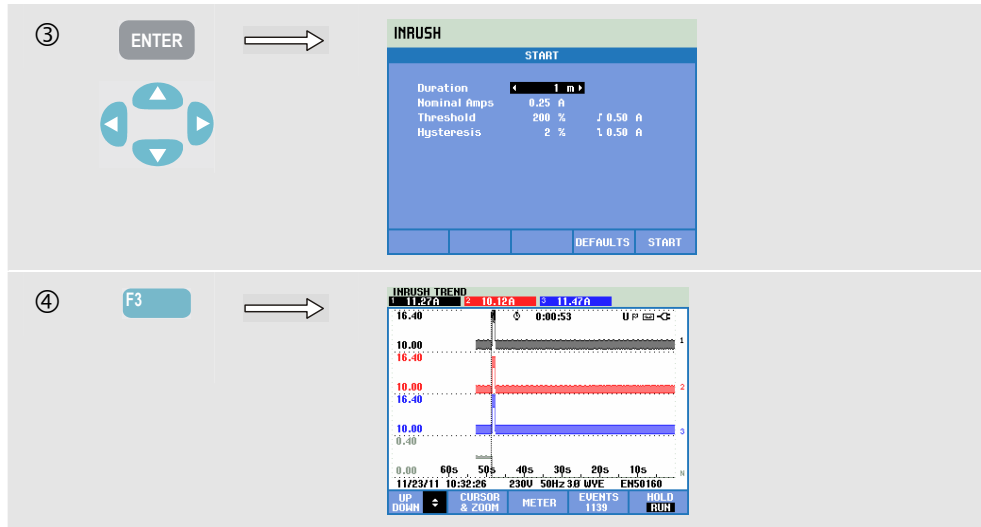 ③ ENTER
INRUSH
START
Duration 1 m
Nominal Amps 0.25 A
Threshold 200 % 0.50 A
Hysteresis 2 % 0.50 A
DEFAULTS START
④ F3
INRUSH TREND
1 11.27A 2 10.12A 3 11.47A
16.40 0:00:53 U
10.00 1
16.40
10.00 2
16.40
10.00 3
0.40
0.00 60s 50s 40s 30s 20s 10s N
11/23/11 10:32:26 230V 50Hz 3Ø WYE EN50160
UP DOWN CURSOR & ZOOM METER EVENTS 1139 HOLD RUN